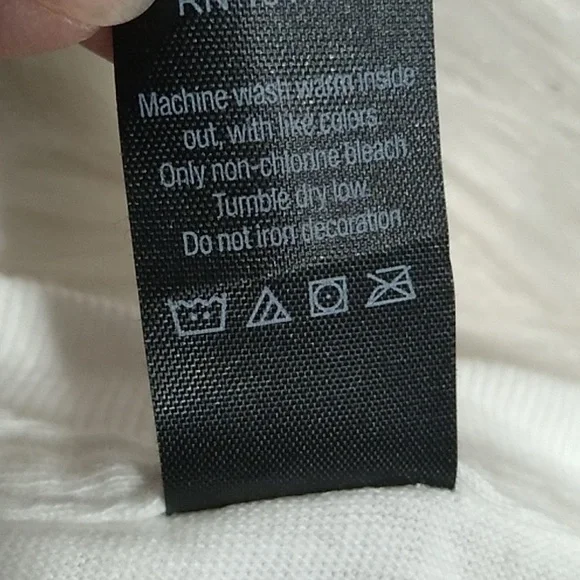 Machine wash warm inside
out, with like colors
Only non-chlorine bleach
Tumble dry low
Do not iron decoration